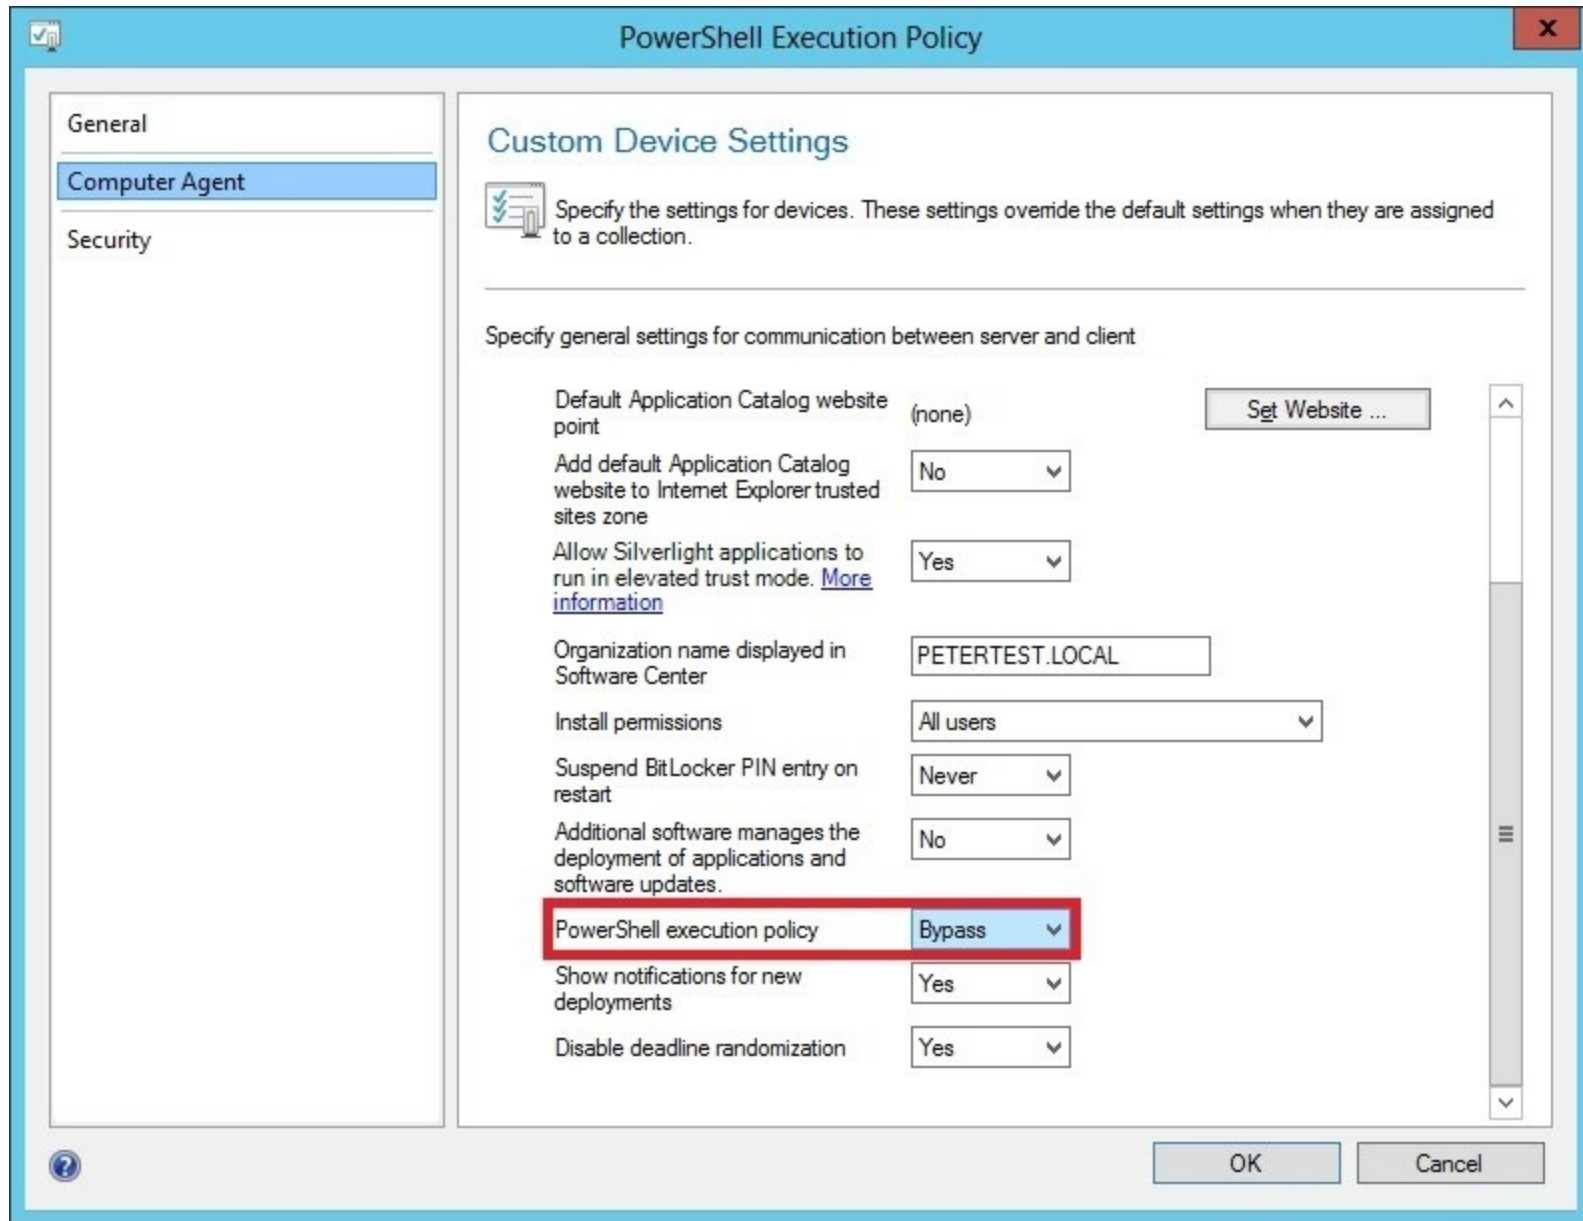 PowerShell Execution Policy
x
General
Computer Agent
Security
Custom Device Settings
Specify the settings for devices. These settings override the default settings when they are assigned
to a collection.
Specify general settings for communication between server and client
Default Application Catalog website
point
(none)
Set Website ...
Add default Application Catalog
website to Internet Explorer trusted
sites zone
No
Allow Silverlight applications to
run in elevated trust mode. More
information
Yes
Organization name displayed in
Software Center
PETERTEST.LOCAL
Install permissions
All users
Suspend BitLocker PIN entry on
restart
Never
Additional software manages the
deployment of applications and
software updates.
No
PowerShell execution policy
Bypass
Show notifications for new
deployments
Yes
Disable deadline randomization
Yes
?
OK
Cancel